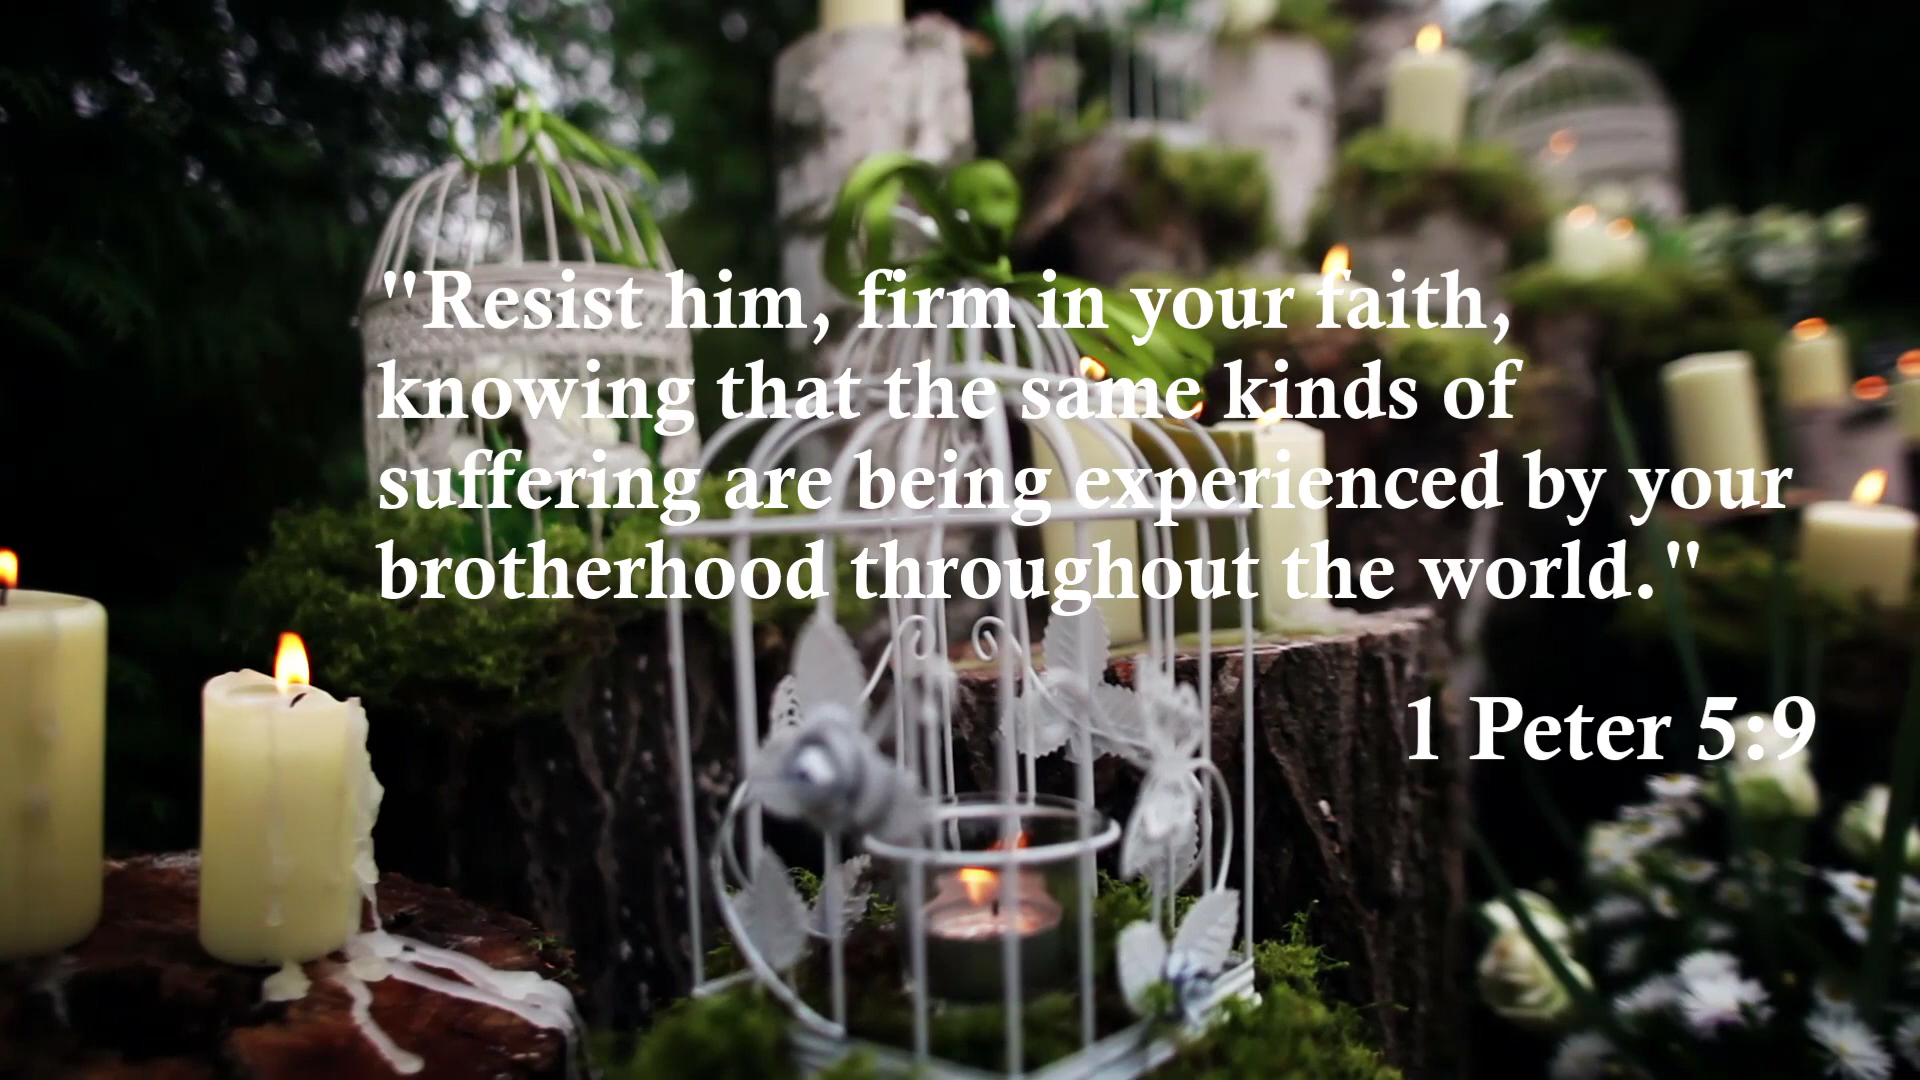 "Resist him, firm in your faith,
knowing that the same kinds of
suffering are being experienced by your
brotherhood throughout the world."
1 Peter 5:9